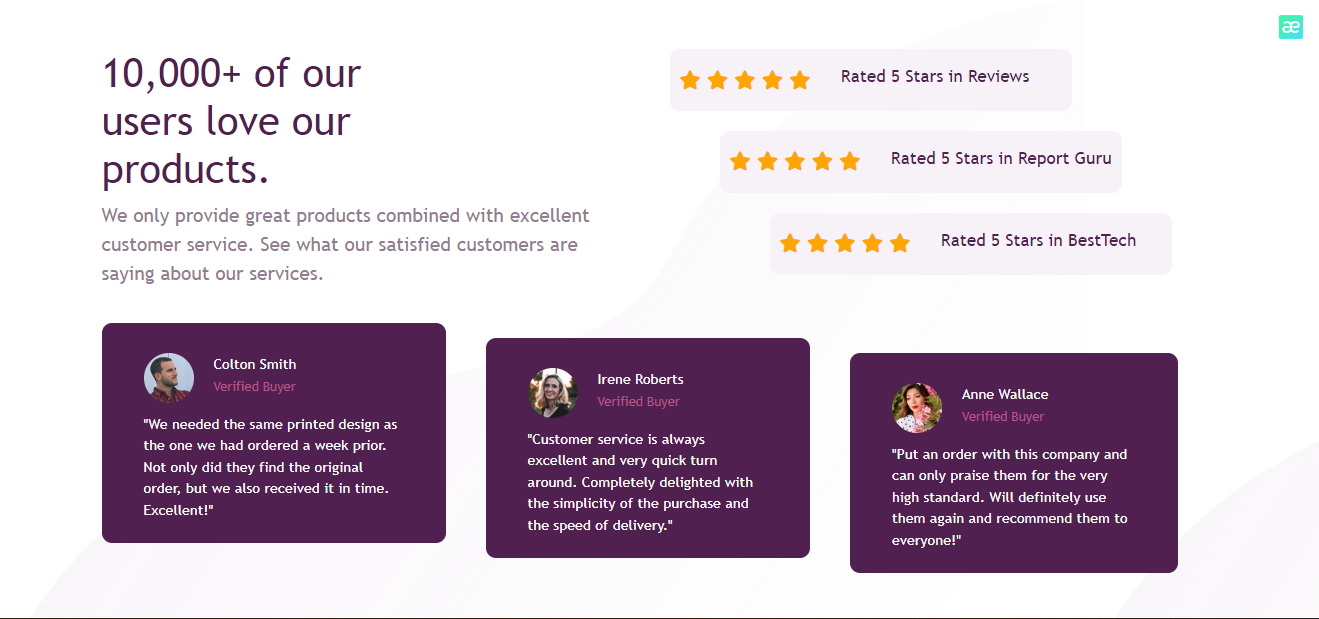 10,000+ of our
users love our
products.
We only provide great products combined with excellent
customer service. See what our satisfied customers are
saying about our services.
Rated 5 Stars in Reviews
Rated 5 Stars in Report Guru
Rated 5 Stars in BestTech
Colton Smith
Verified Buyer
"We needed the same printed design as
the one we had ordered a week prior.
Not only did they find the original
order, but we also received it in time.
Excellent!"
Irene Roberts
Verified Buyer
"Customer service is always
excellent and very quick turn
around. Completely delighted with
the simplicity of the purchase and
the speed of delivery."
Anne Wallace
Verified Buyer
"Put an order with this company and
can only praise them for the very
high standard. Will definitely use
them again and recommend them to
everyone!"
æ